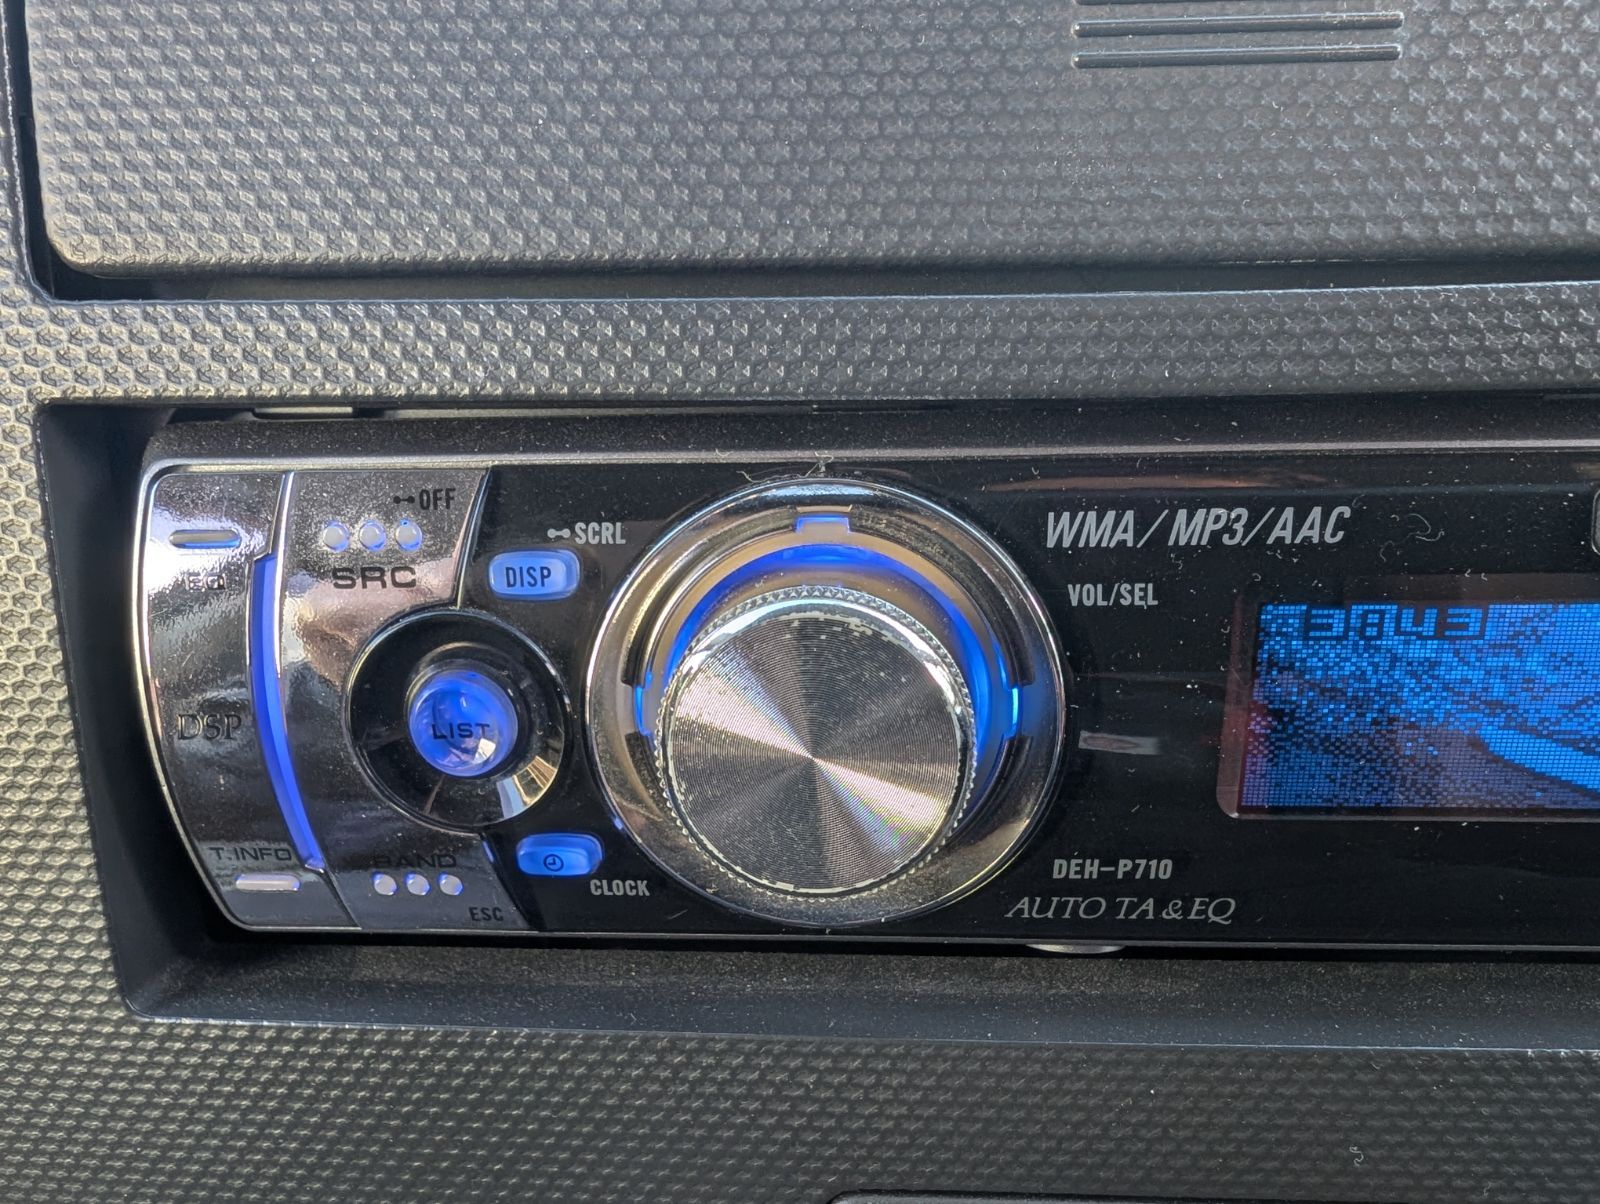 OFF
SRC
EQ
SCRL
DISP
WMA/MP3/AAC
VOL/SEL
LIST
DSP
T.INFO
BAND
ESC
CLOCK
DEH-P710
AUTO TA & EQ